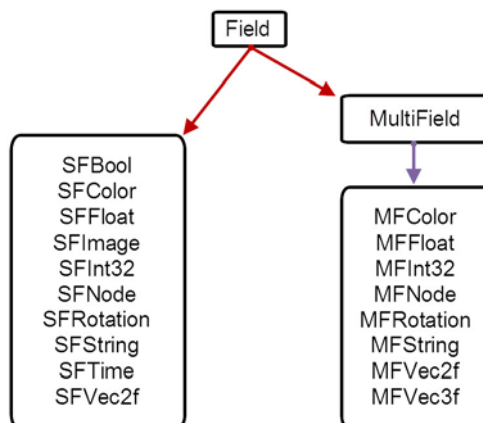 Field
MultiField
SFBool
SFColor
SFFloat
SFImage
SFInt32
SFNode
SFRotation
SFString
SFTime
SFVec2f
MFColor
MFFloat
MFInt32
MFNode
MFRotation
MFString
MFVec2f
MFVec3f